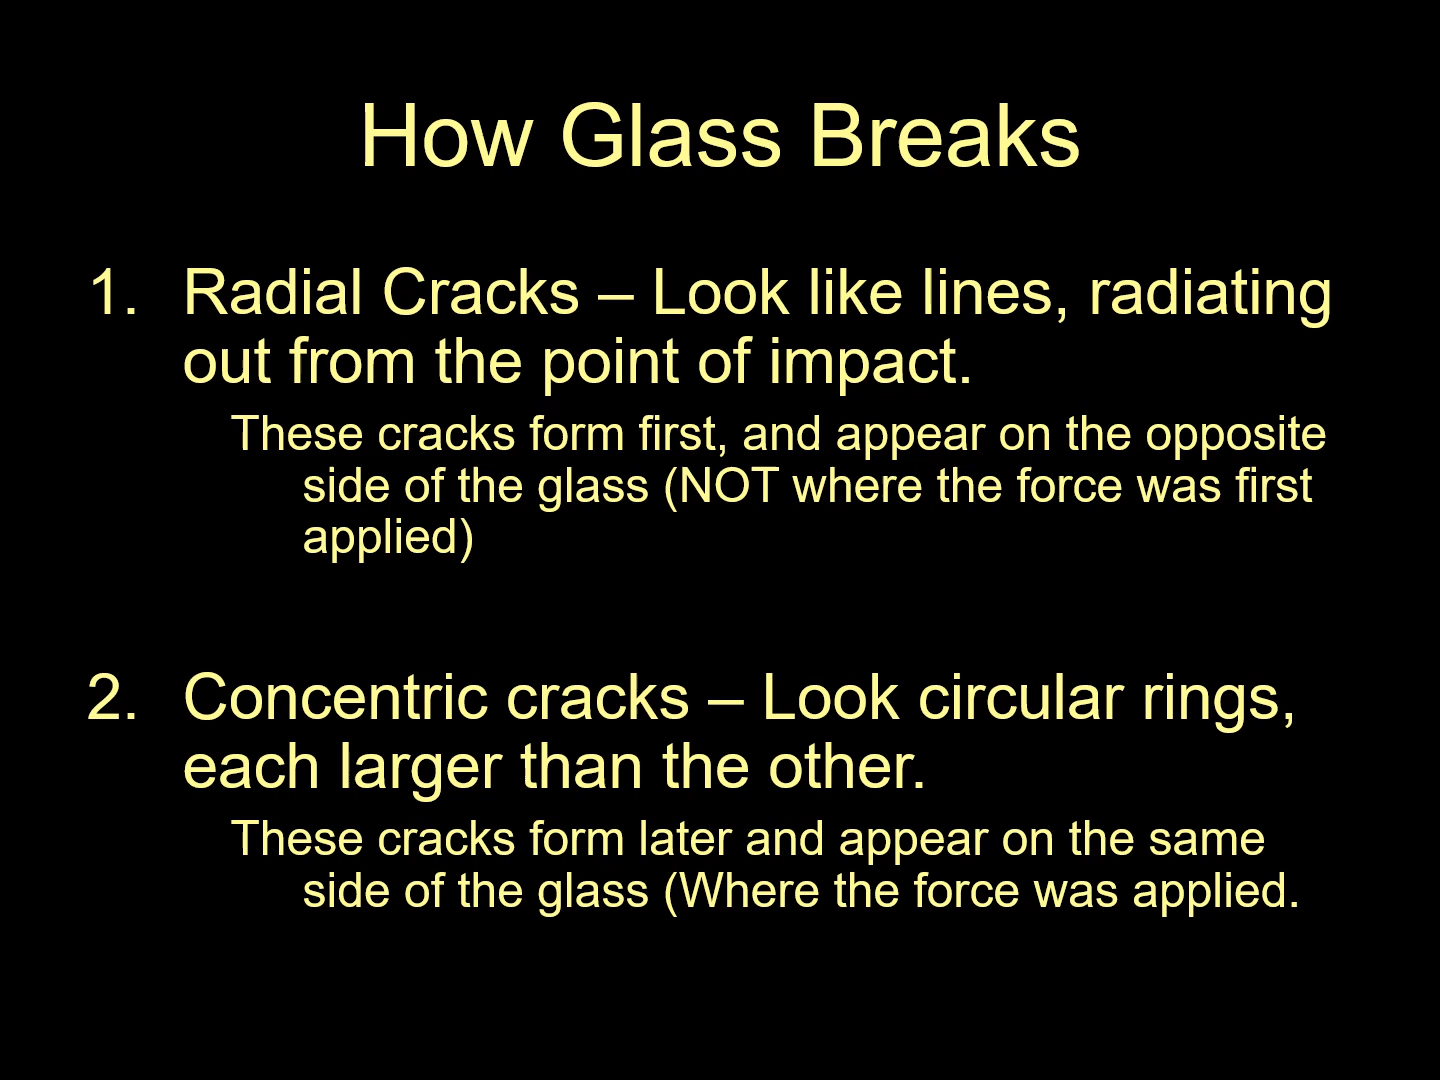 How Glass Breaks
1. Radial Cracks – Look like lines, radiating
out from the point of impact.
These cracks form first, and appear on the opposite
side of the glass (NOT where the force was first
applied)
2. Concentric cracks – Look circular rings,
each larger than the other.
These cracks form later and appear on the same
side of the glass (Where the force was applied.